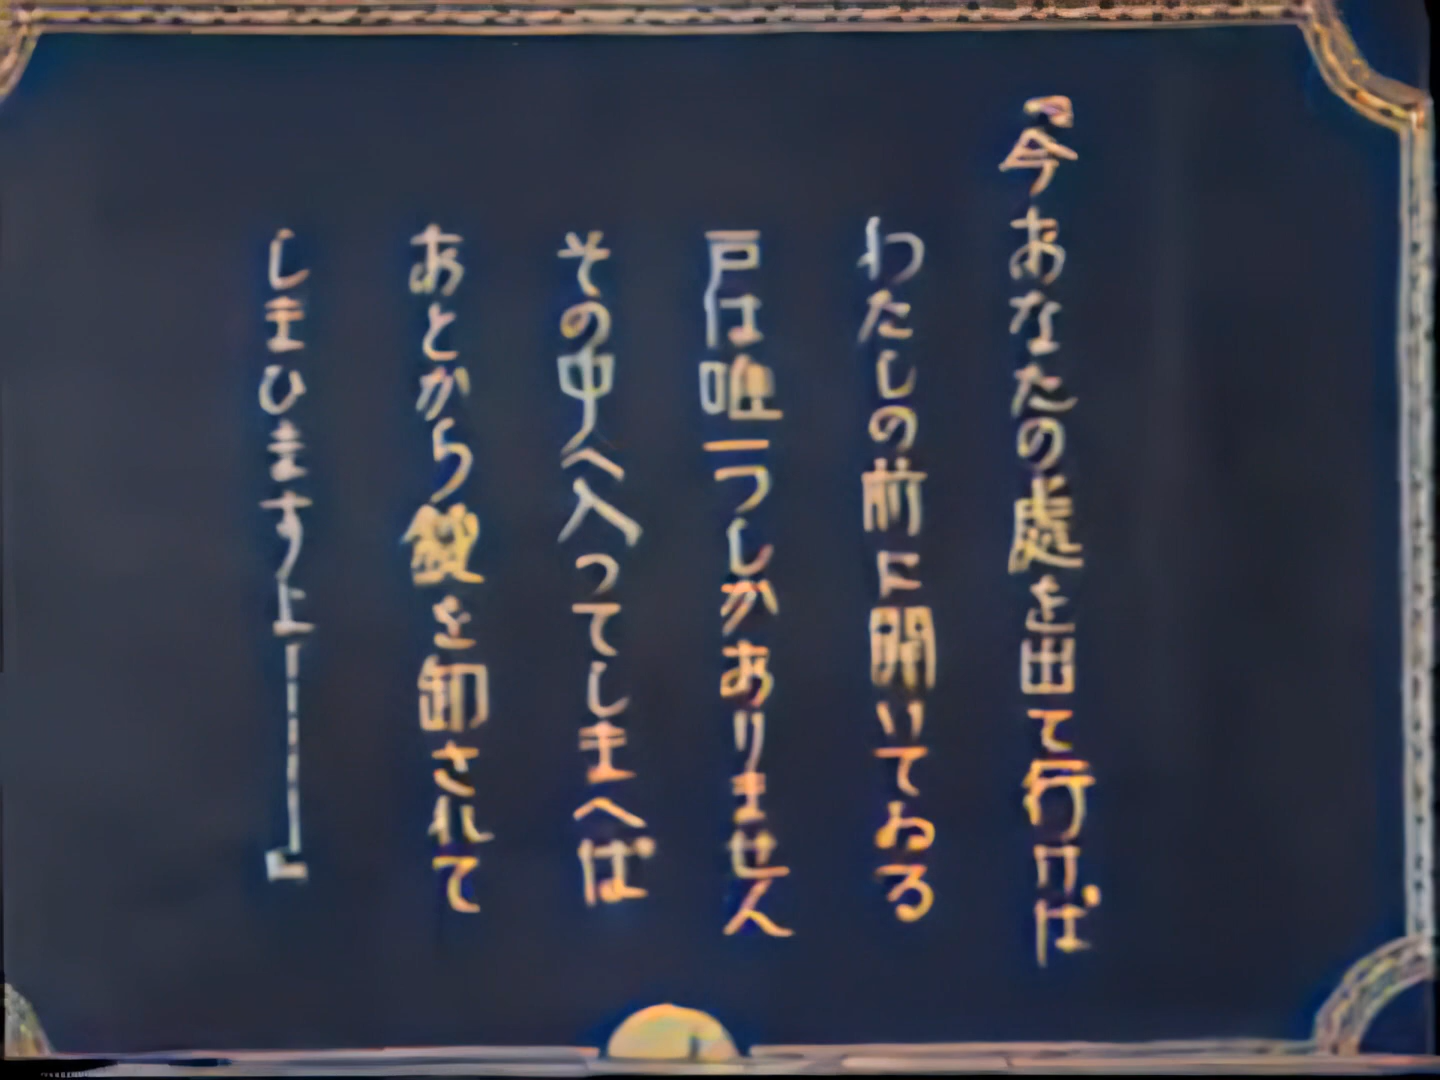 『今あなたの處を出て行けば
わたしの前に開いてゐる
戸は唯一つしかありません
その中へ入ってしまへば
あとから錠を卸されて
しまひますよ――――』